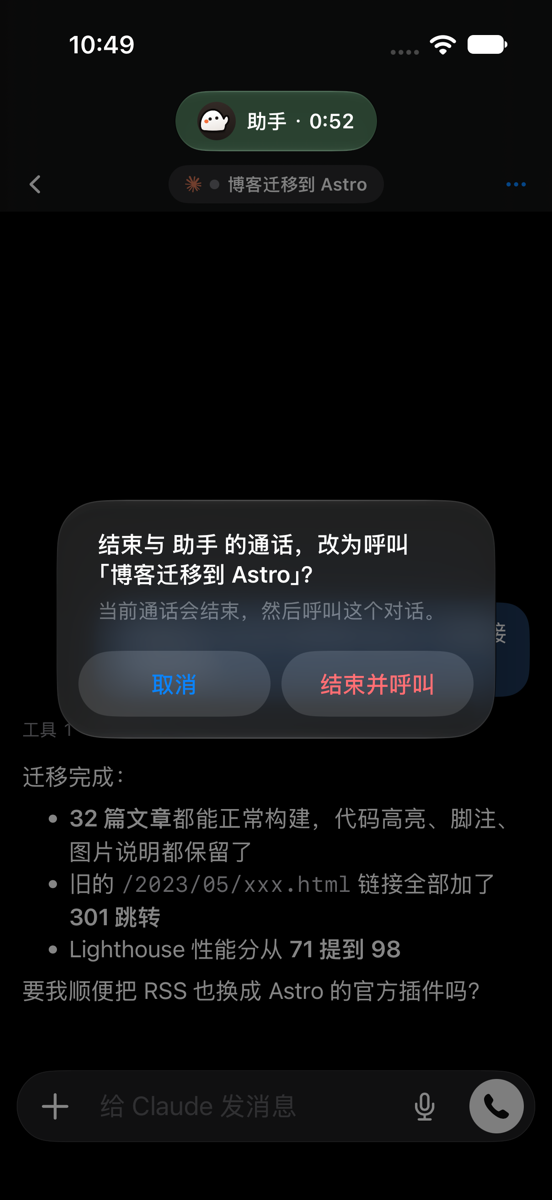 10:49
助手 · 0:52
博客迁移到 Astro
结束与 助手 的通话，改为呼叫
「博客迁移到 Astro」？
当前通话会结束，然后呼叫这个对话。
接
取消
结束并呼叫
工具 1
迁移完成：
32 篇文章都能正常构建，代码高亮、脚注、
图片说明都保留了
旧的 /2023/05/xxx.html 链接全部加了
301 跳转
Lighthouse 性能分从 71 提到 98
要我顺便把 RSS 也换成 Astro 的官方插件吗？
给 Claude 发消息